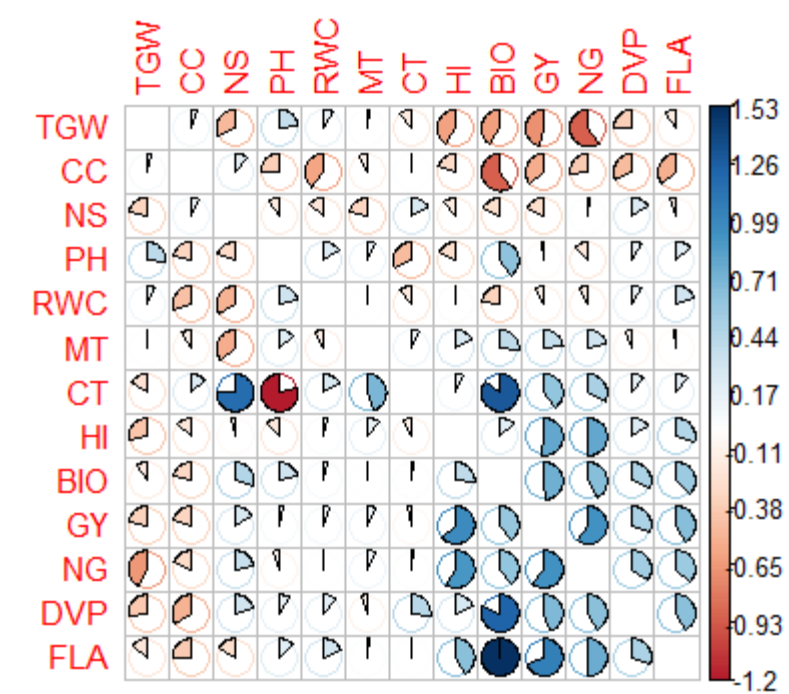 TGW CC NS PH RWC MT CT HI BIO GY NG DVP FLA
TGW
CC
NS
PH
RWC
MT
CT
HI
BIO
GY
NG
DVP
FLA
1.53
1.26
0.99
0.71
0.44
0.17
-0.11
-0.38
-0.65
-0.93
-1.2